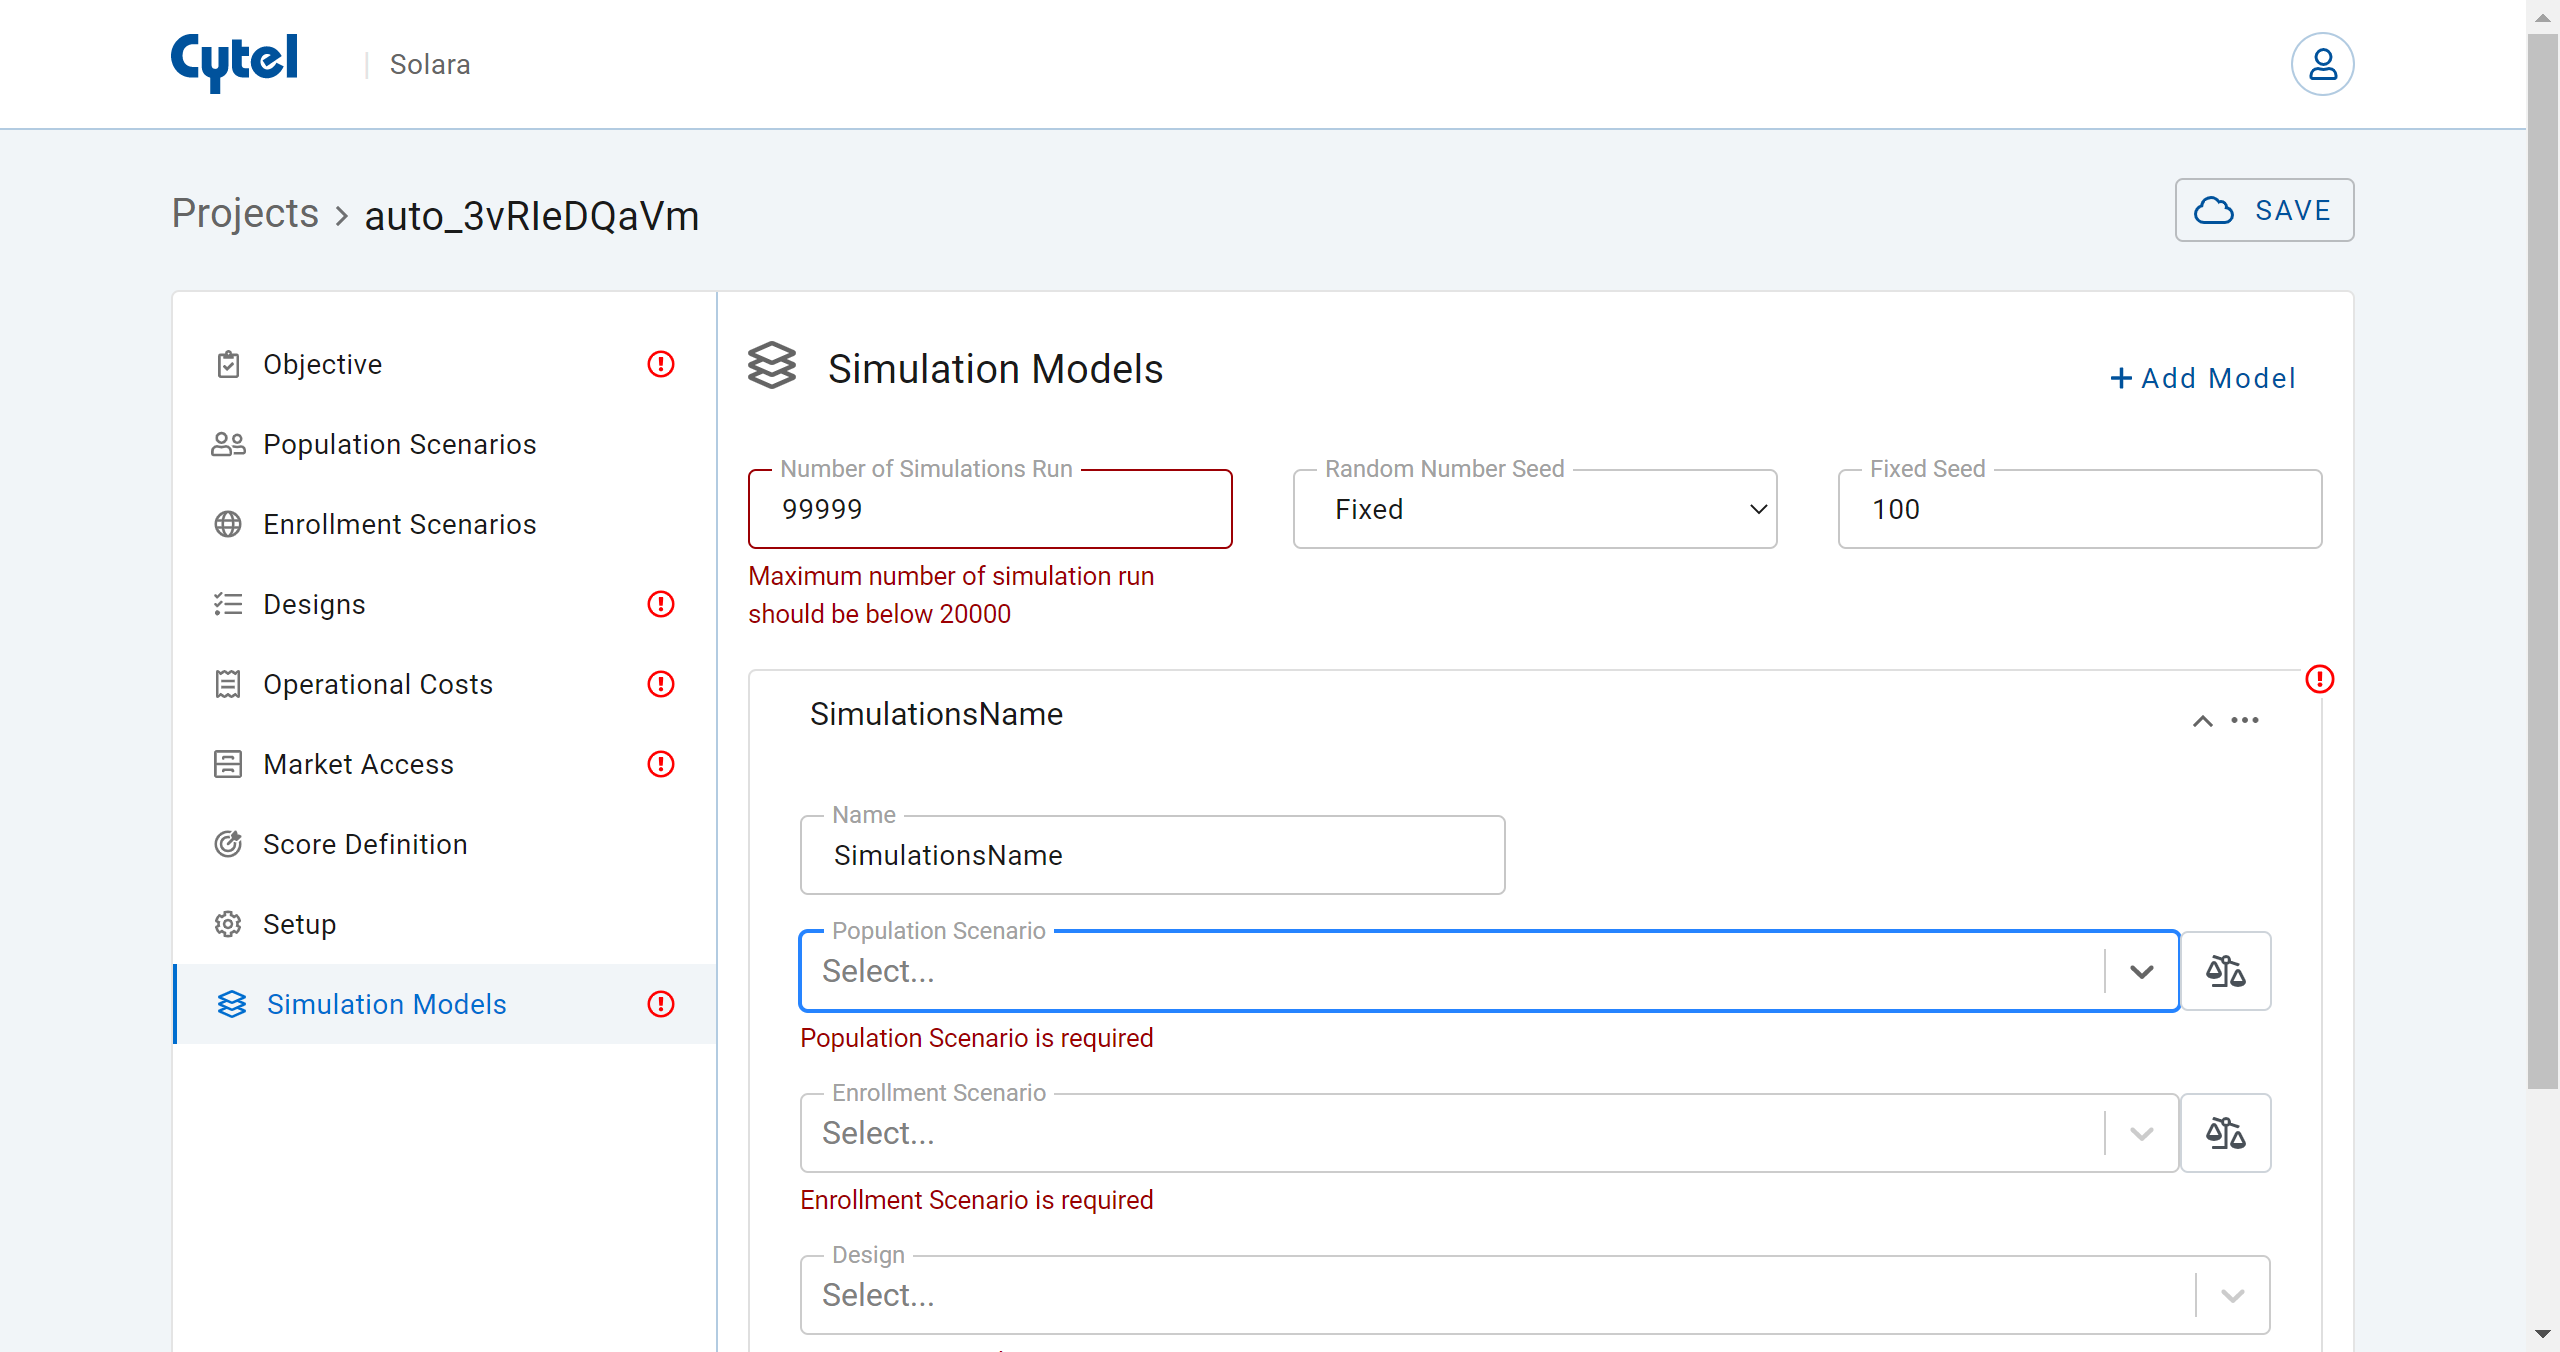 Cytel
Solara
Projects > auto_3vRIeDQaVm
SAVE
Objective
Population Scenarios
Enrollment Scenarios
Designs
Operational Costs
Market Access
Score Definition
Setup
Simulation Models
Simulation Models
+ Add Model
Number of Simulations Run
99999
Maximum number of simulation run
should be below 20000
Random Number Seed
Fixed
Fixed Seed
100
SimulationsName
Name
SimulationsName
Population Scenario
Select...
Population Scenario is required
Enrollment Scenario
Select...
Enrollment Scenario is required
Design
Select...